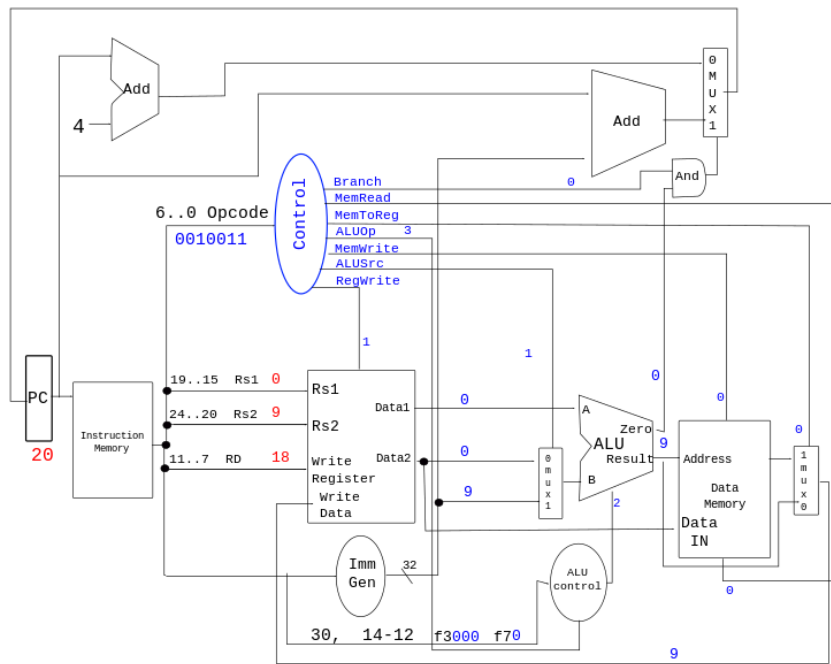 Add
4
0
M
U
X
1
Add
And
Control
Branch 0
MemRead
MemToReg
ALUOp 3
MemWrite
ALUSrc
RegWrite
6..0 Opcode
0010011
1
1
0
0
0
PC
20
Instruction
Memory
19..15 Rs1 0
24..20 Rs2 9
11..7 RD 18
Rs1
Rs2
Write
Register
Write
Data
Data1
Data2
0
0
9
0
m
u
x
1
A
B
Zero
ALU
Result
9
2
Address
Data
Memory
Data
IN
1
m
u
x
0
0
Imm
Gen
32
ALU
control
30, 14-12 f3000 f70
9